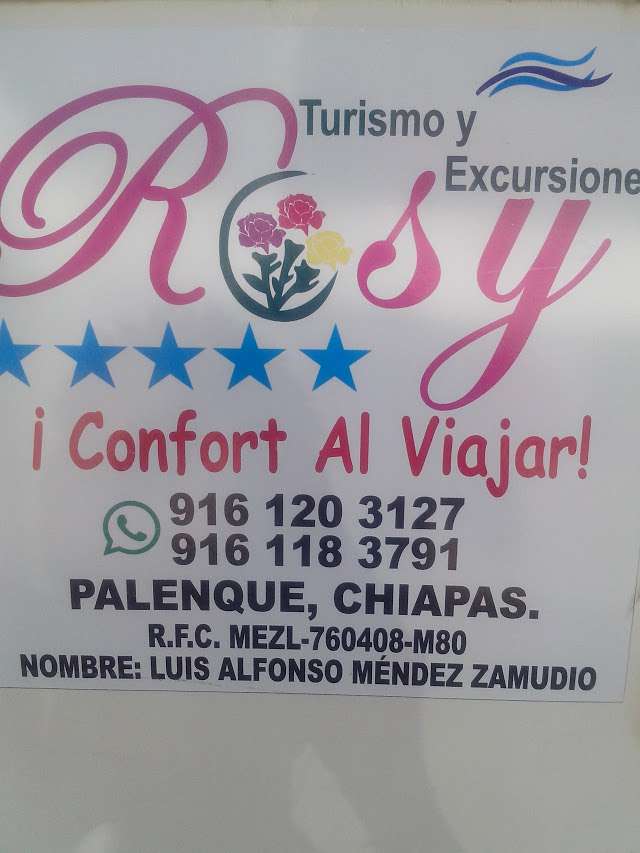 Turismo y
Excursione
Rosy
¡Confort Al Viajar!
916 120 3127
916 118 3791
PALENQUE, CHIAPAS.
R.F.C. MEZL-760408-M80
NOMBRE: LUIS ALFONSO MÉNDEZ ZAMUDIO